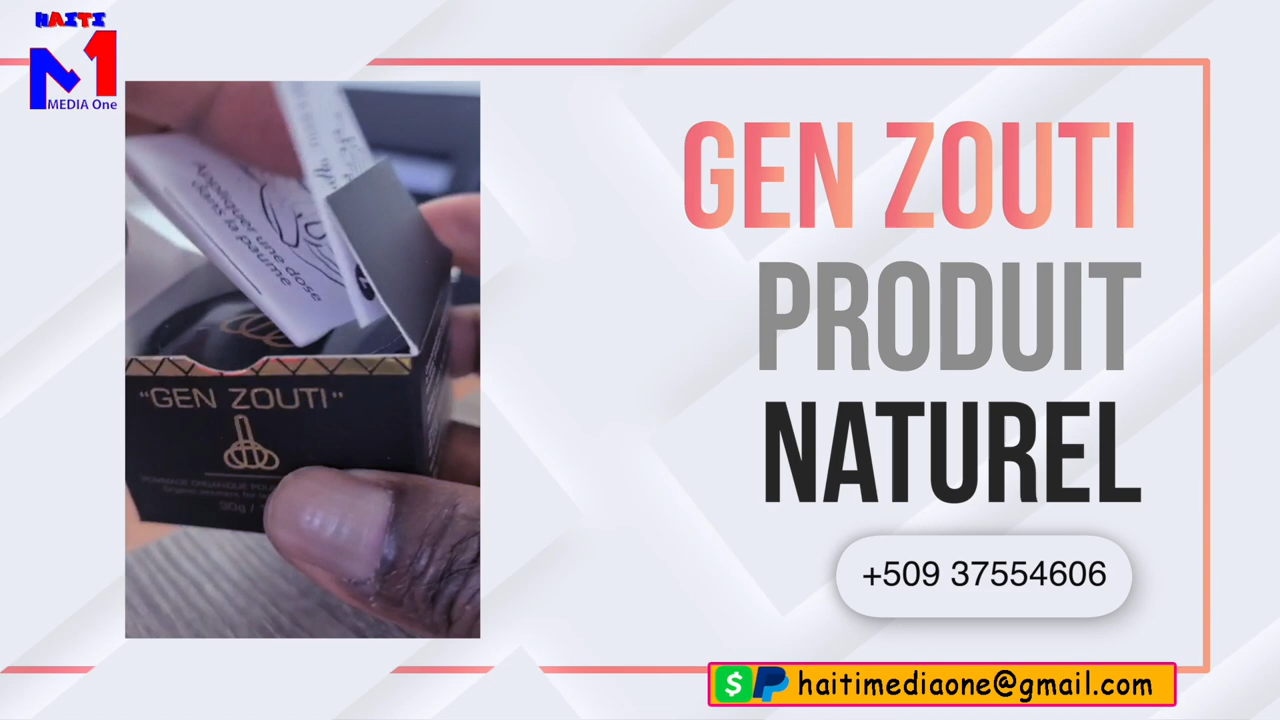 HAITI
M1
MEDIA One
Appliquer une dose
dans la paume
"GEN ZOUTI"
GEN ZOUTI
PRODUIT
NATUREL
+509 37554606
$ P haitimediaone@gmail.com